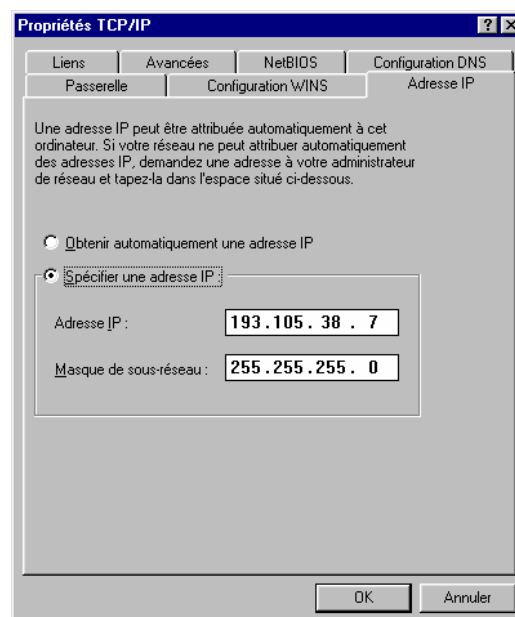 Propriétés TCP/IP
Liens Avancées NetBIOS Configuration DNS
Passerelle Configuration WINS Adresse IP
Une adresse IP peut être attribuée automatiquement à cet
ordinateur. Si votre réseau ne peut attribuer automatiquement
des adresses IP, demandez une adresse à votre administrateur
de réseau et tapez-la dans l'espace situé ci-dessous.
Obtenir automatiquement une adresse IP
Spécifier une adresse IP :
Adresse IP : 193.105.38 . 7
Masque de sous-réseau : 255.255.255. 0
OK Annuler